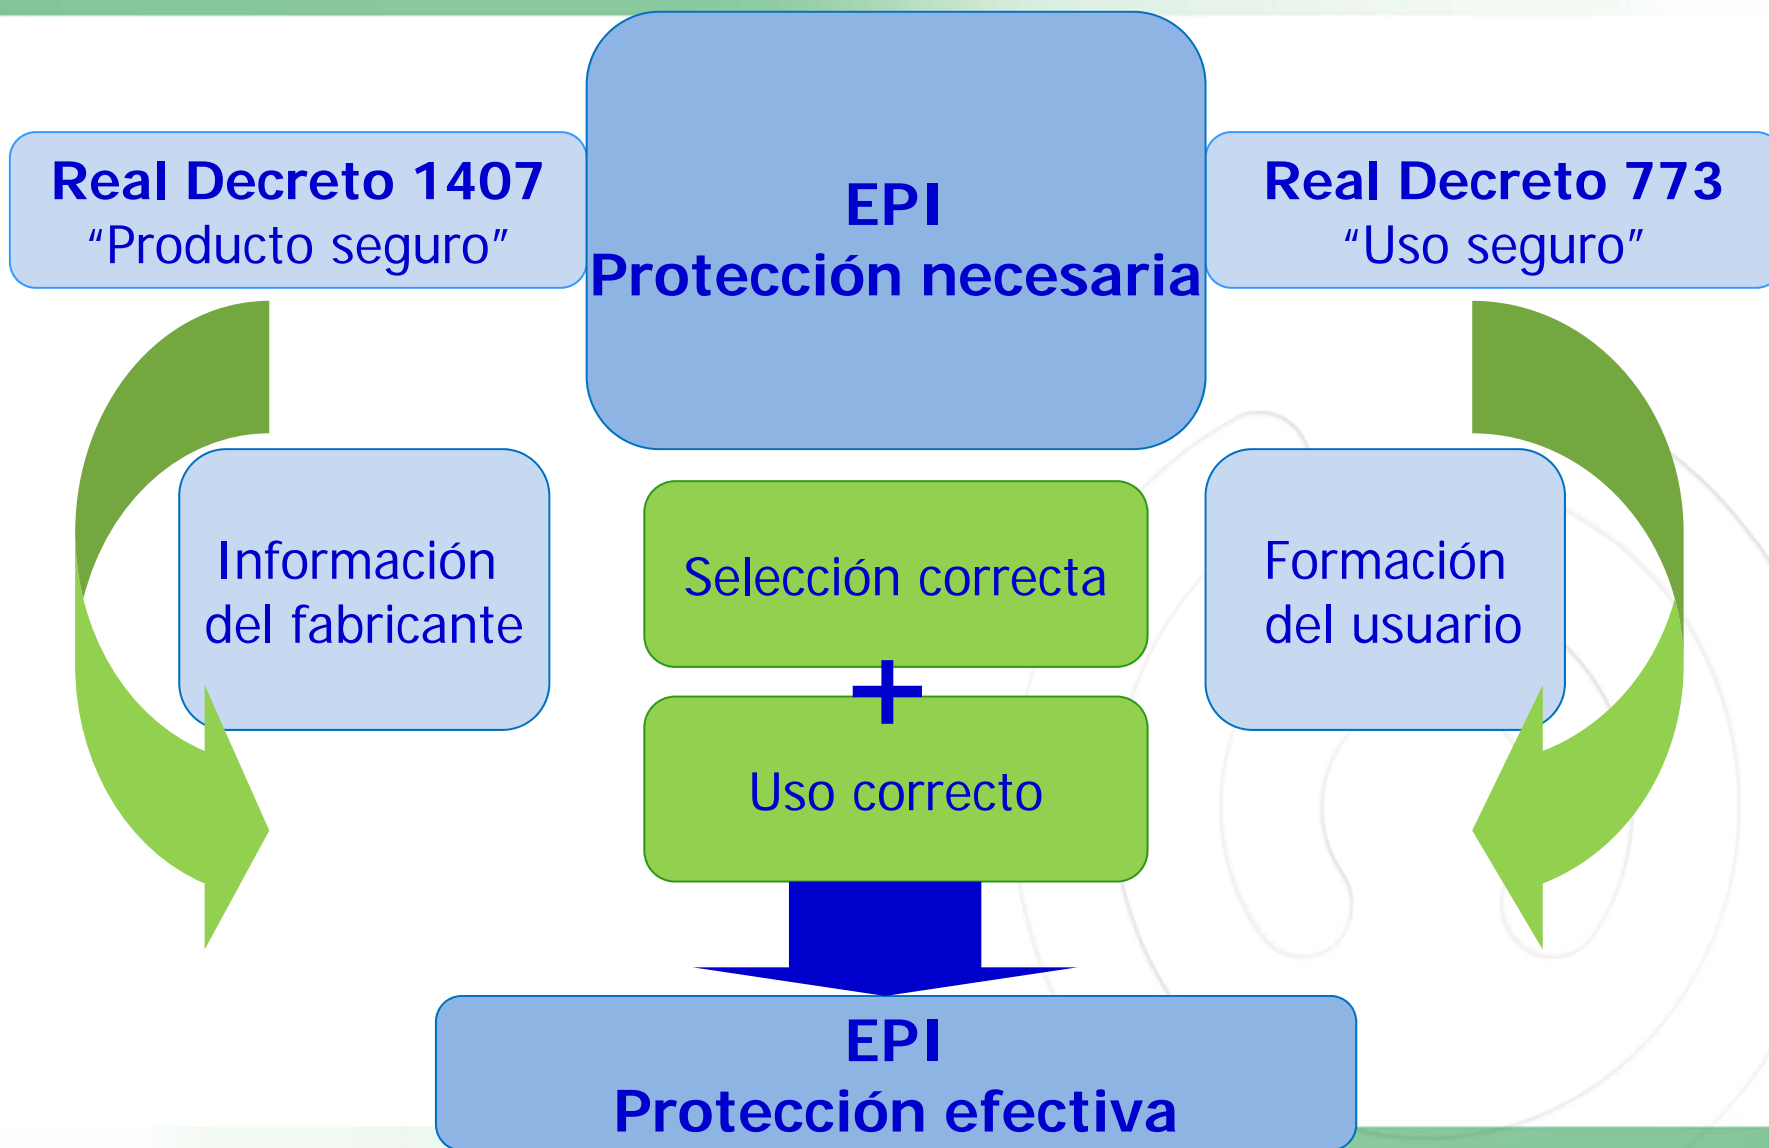 Real Decreto 1407
“Producto seguro”
EPI
Protección necesaria
Real Decreto 773
“Uso seguro”
Información
del fabricante
Selección correcta
+
Uso correcto
Formación
del usuario
EPI
Protección efectiva